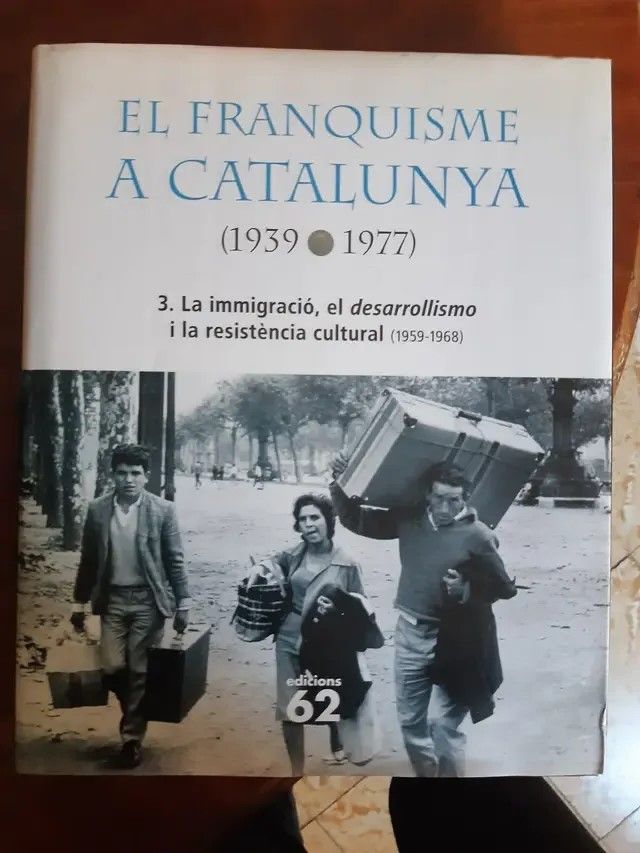 EL FRANQUISME
A CATALUNYA
(1939 ● 1977)
3. La immigració, el desarrollismo
i la resistència cultural (1959-1968)
edicions
62